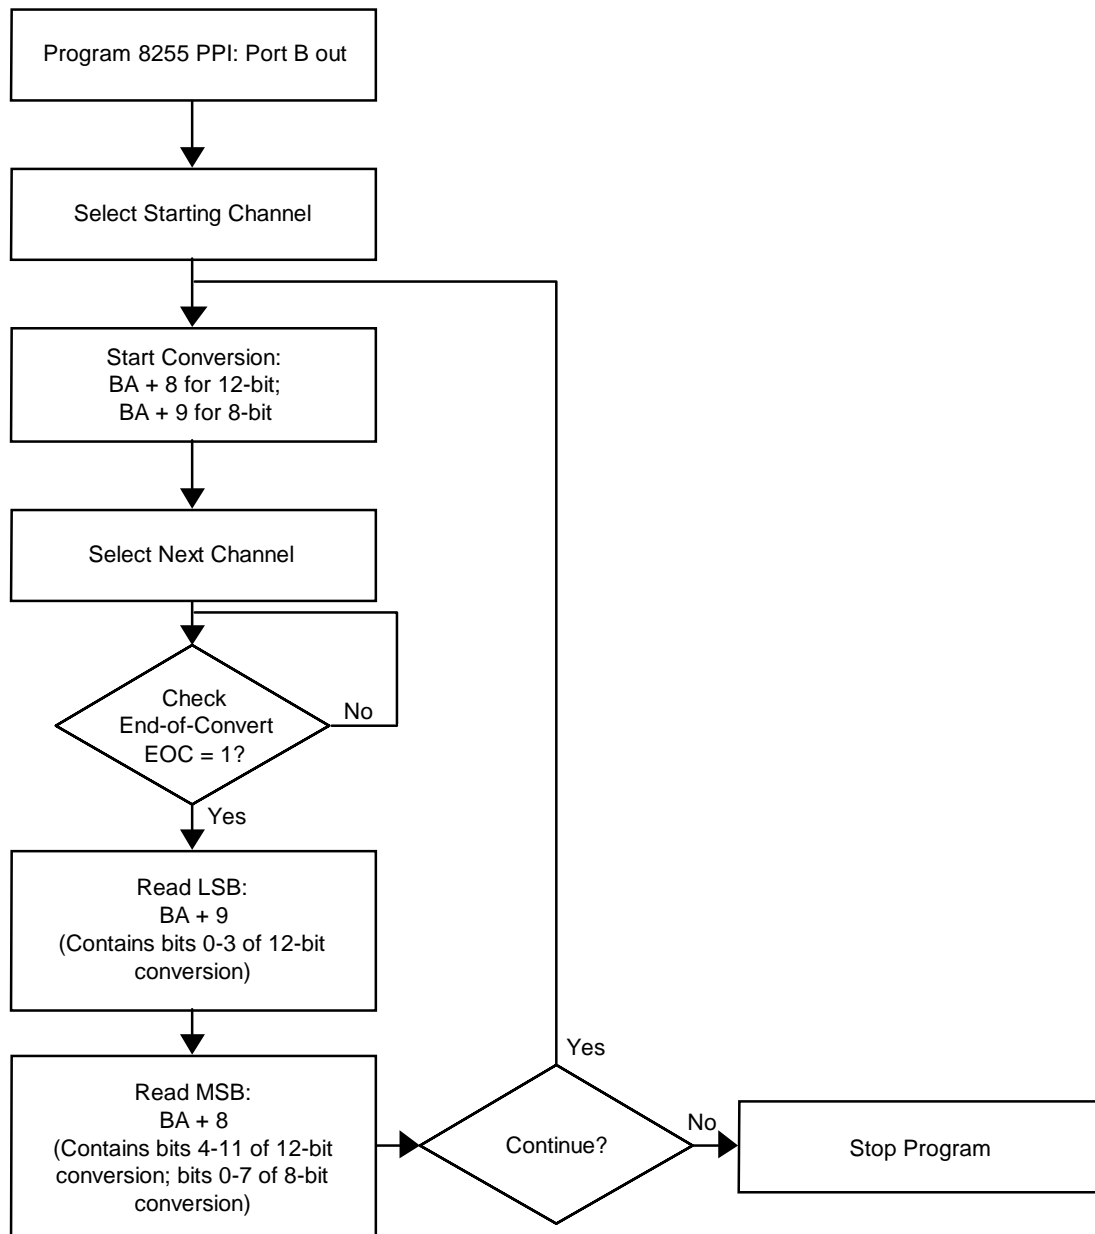 Program 8255 PPI: Port B out
Select Starting Channel
Start Conversion:
BA + 8 for 12-bit;
BA + 9 for 8-bit
Select Next Channel
Check
End-of-Convert
EOC = 1?
No
Yes
Read LSB:
BA + 9
(Contains bits 0-3 of 12-bit
conversion)
Read MSB:
BA + 8
(Contains bits 4-11 of 12-bit
conversion; bits 0-7 of 8-bit
conversion)
Continue?
Yes
No
Stop Program